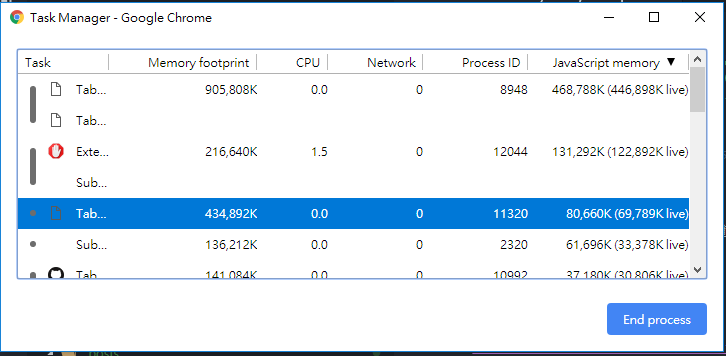 Task Manager - Google Chrome
Task Memory footprint CPU Network Process ID JavaScript memory ▼
Tab... 905,808K 0.0 0 8948 468,788K (446,898K live)
Tab...
Exte... 216,640K 1.5 0 12044 131,292K (122,892K live)
Sub...
Tab... 434,892K 0.0 0 11320 80,660K (69,789K live)
Sub... 136,212K 0.0 0 2320 61,696K (33,378K live)
Tab... 141,084K 0.0 0 10992 37,180K (30,806K live)
End process